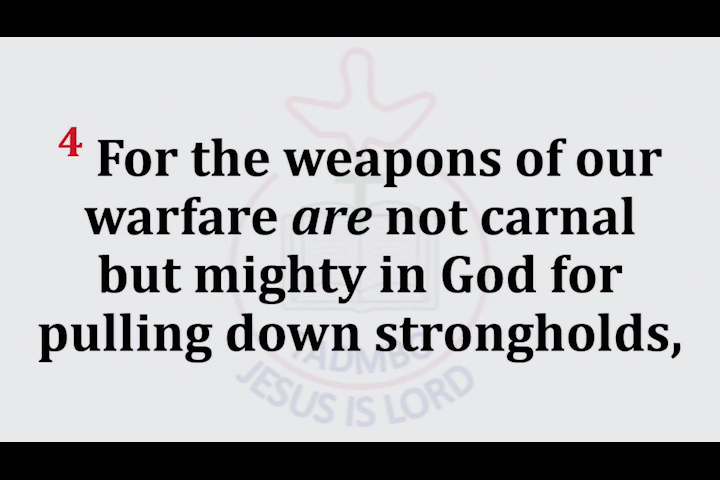 4 For the weapons of our
warfare are not carnal
but mighty in God for
pulling down strongholds,
JESUS IS LORD